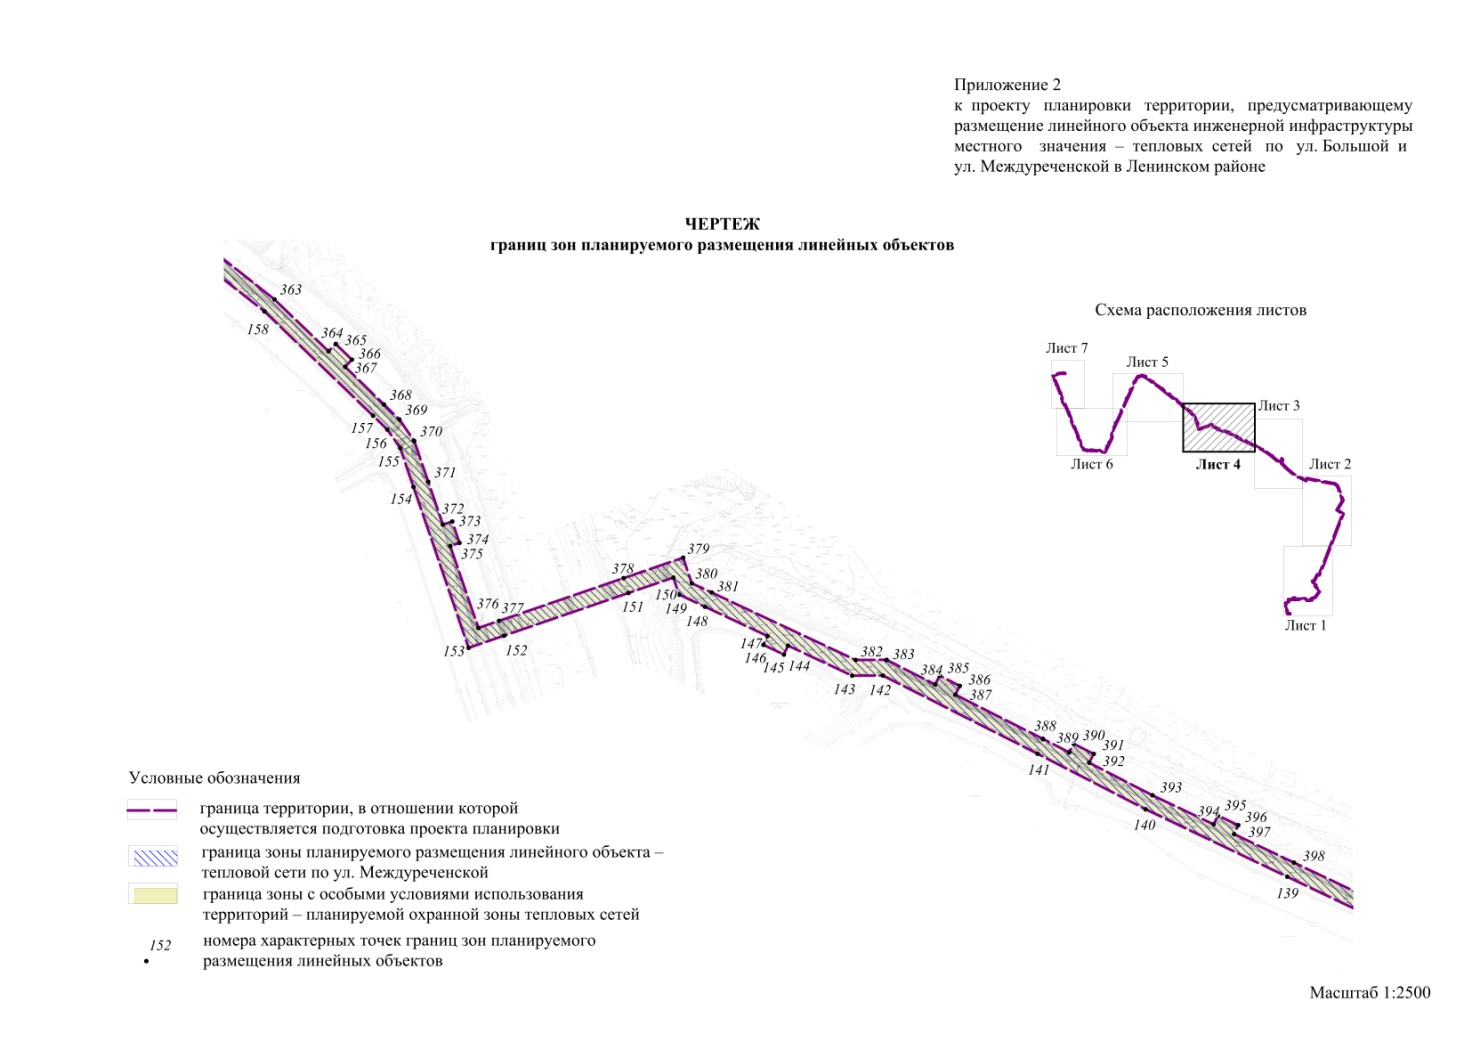 Приложение 2
к проекту планировки территории, предусматривающему
размещение линейного объекта инженерной инфраструктуры
местного значения – тепловых сетей по ул. Большой и
ул. Междуреченской в Ленинском районе
ЧЕРТЕЖ
границ зон планируемого размещения линейных объектов
363
158
364
365
366
367
368
369
157
156
370
155
371
154
372
373
374
375
376
377
153
152
378
151
379
380
381
150
149
148
147
146
145
144
382
383
143
142
384
385
386
387
388
389
390
391
392
141
393
140
394
395
396
397
398
139
Схема расположения листов
Лист 7
Лист 5
Лист 3
Лист 6
Лист 4
Лист 2
Лист 1
Условные обозначения
граница территории, в отношении которой
осуществляется подготовка проекта планировки
граница зоны планируемого размещения линейного объекта –
тепловой сети по ул. Междуреченской
граница зоны с особыми условиями использования
территорий – планируемой охранной зоны тепловых сетей
152
номера характерных точек границ зон планируемого
размещения линейных объектов
Масштаб 1:2500